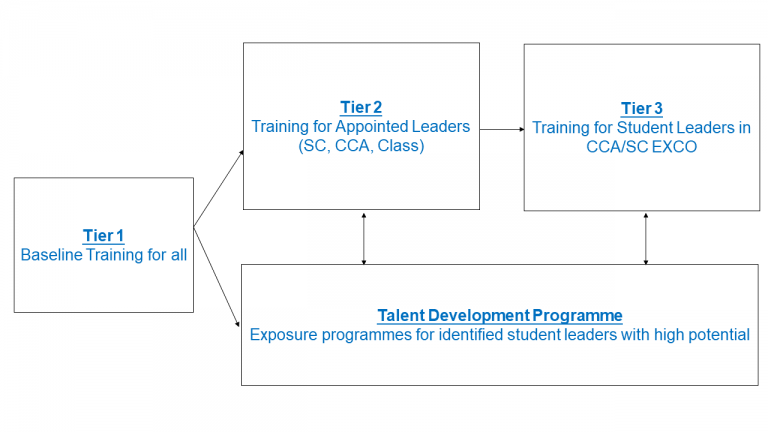 Tier 1
Baseline Training for all
Tier 2
Training for Appointed Leaders
(SC, CCA, Class)
Tier 3
Training for Student Leaders in
CCA/SC EXCO
Talent Development Programme
Exposure programmes for identified student leaders with high potential